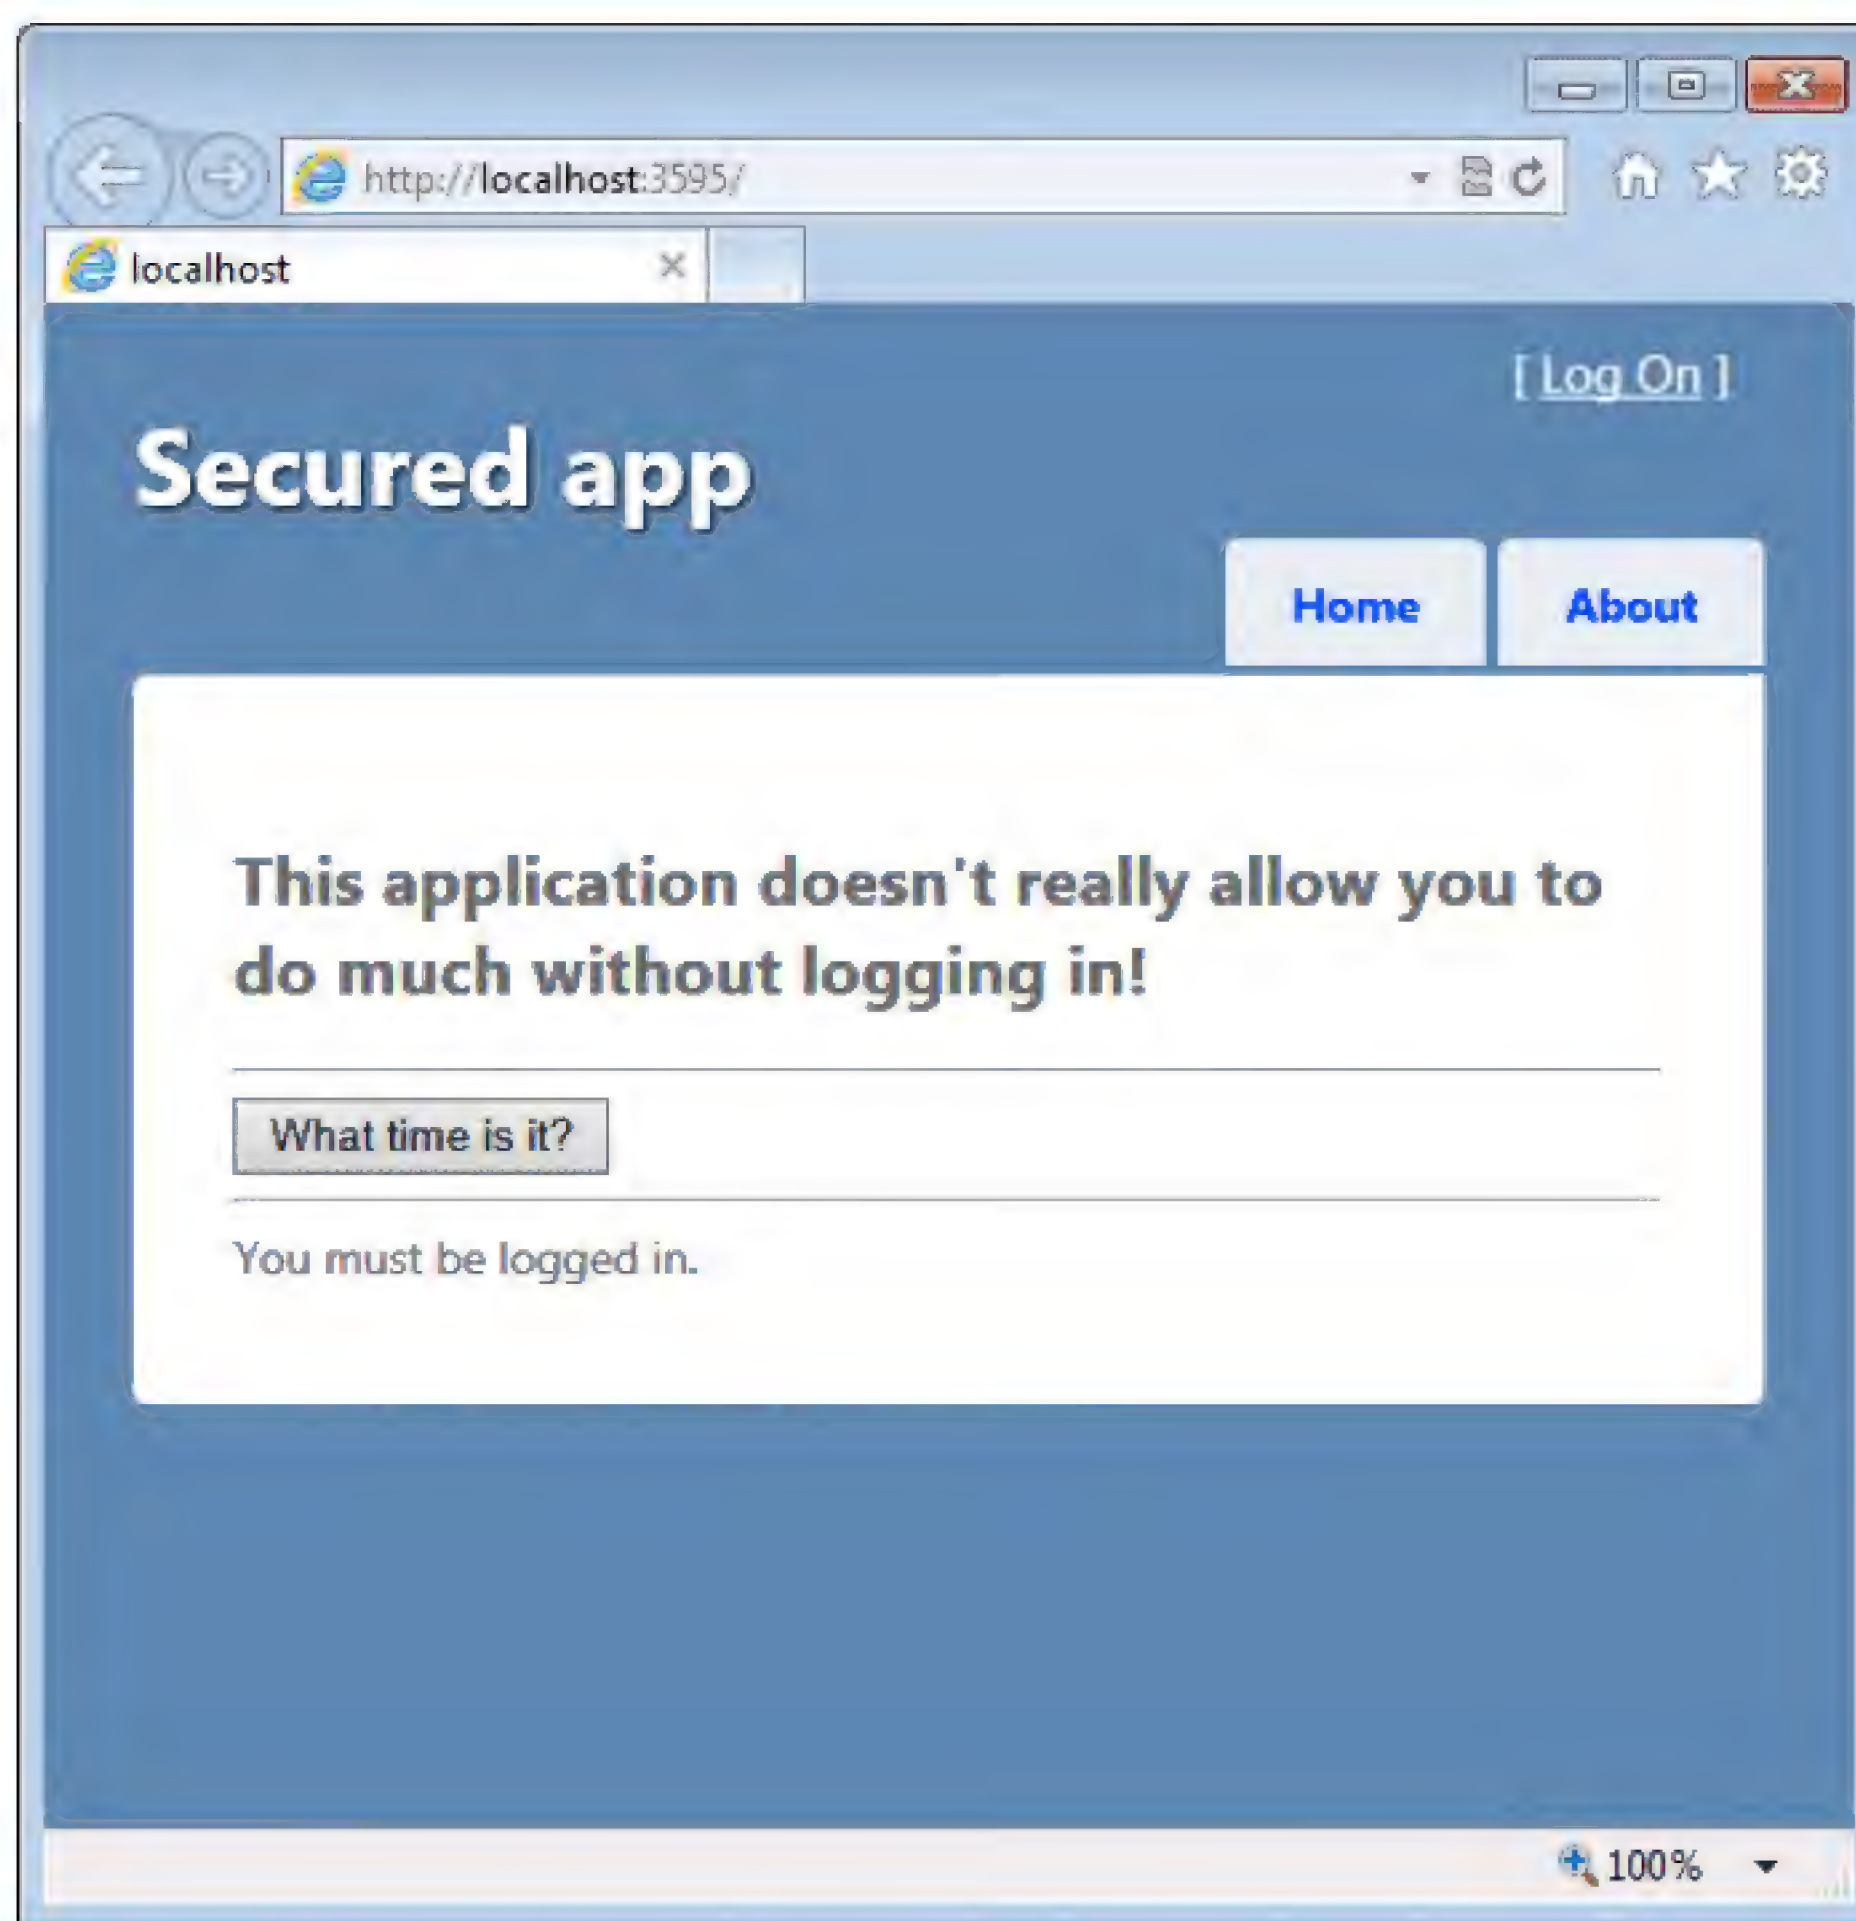 http://localhost:3595/
localhost
[ Log On ]
Secured app
Home About
This application doesn't really allow you to
do much without logging in!
What time is it?
You must be logged in.
100%